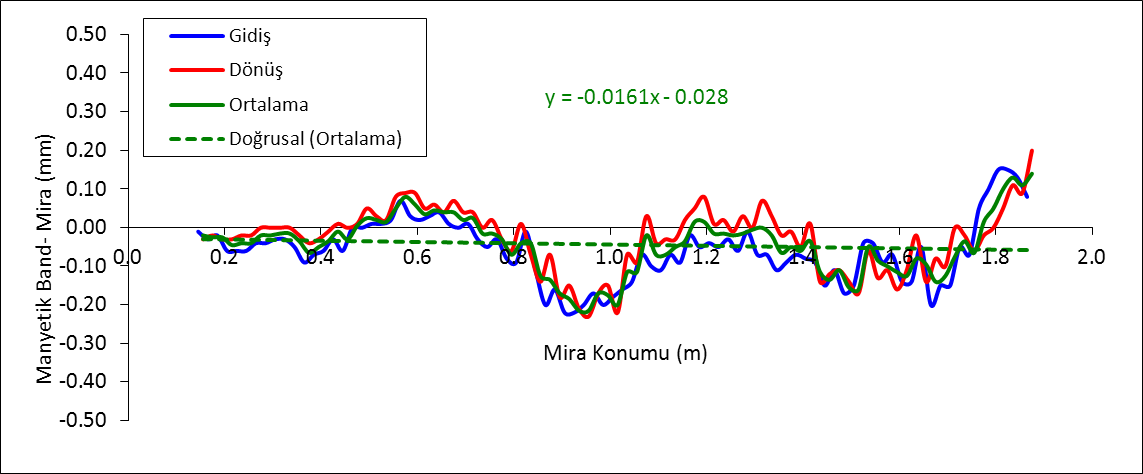 Gidiş
Dönüş
Ortalama
Doğrusal (Ortalama)
y = -0.0161x - 0.028
Manyetik Band- Mira (mm)
0.50
0.40
0.30
0.20
0.10
0.00
-0.10
-0.20
-0.30
-0.40
-0.50
0.0 0.2 0.4 0.6 0.8 1.0 1.2 1.4 1.6 1.8 2.0
Mira Konumu (m)